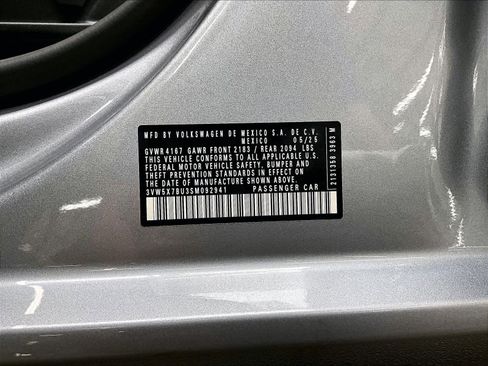 MFD BY VOLKSWAGEN DE MEXICO S.A. DE C.V.
MEXICO 05/25
GVWR 4167 GAWR FRONT 2183 / REAR 2094 LBS
THIS VEHICLE CONFORMS TO ALL APPLICABLE U.S.
FEDERAL MOTOR VEHICLE SAFETY, BUMPER AND
THEFT PREVENTION STANDARDS IN EFFECT ON
THE DATE OF MANUFACTURE SHOWN ABOVE.
3VW5X7BU3SM092941 PASSENGER CAR
2131358 3963 M